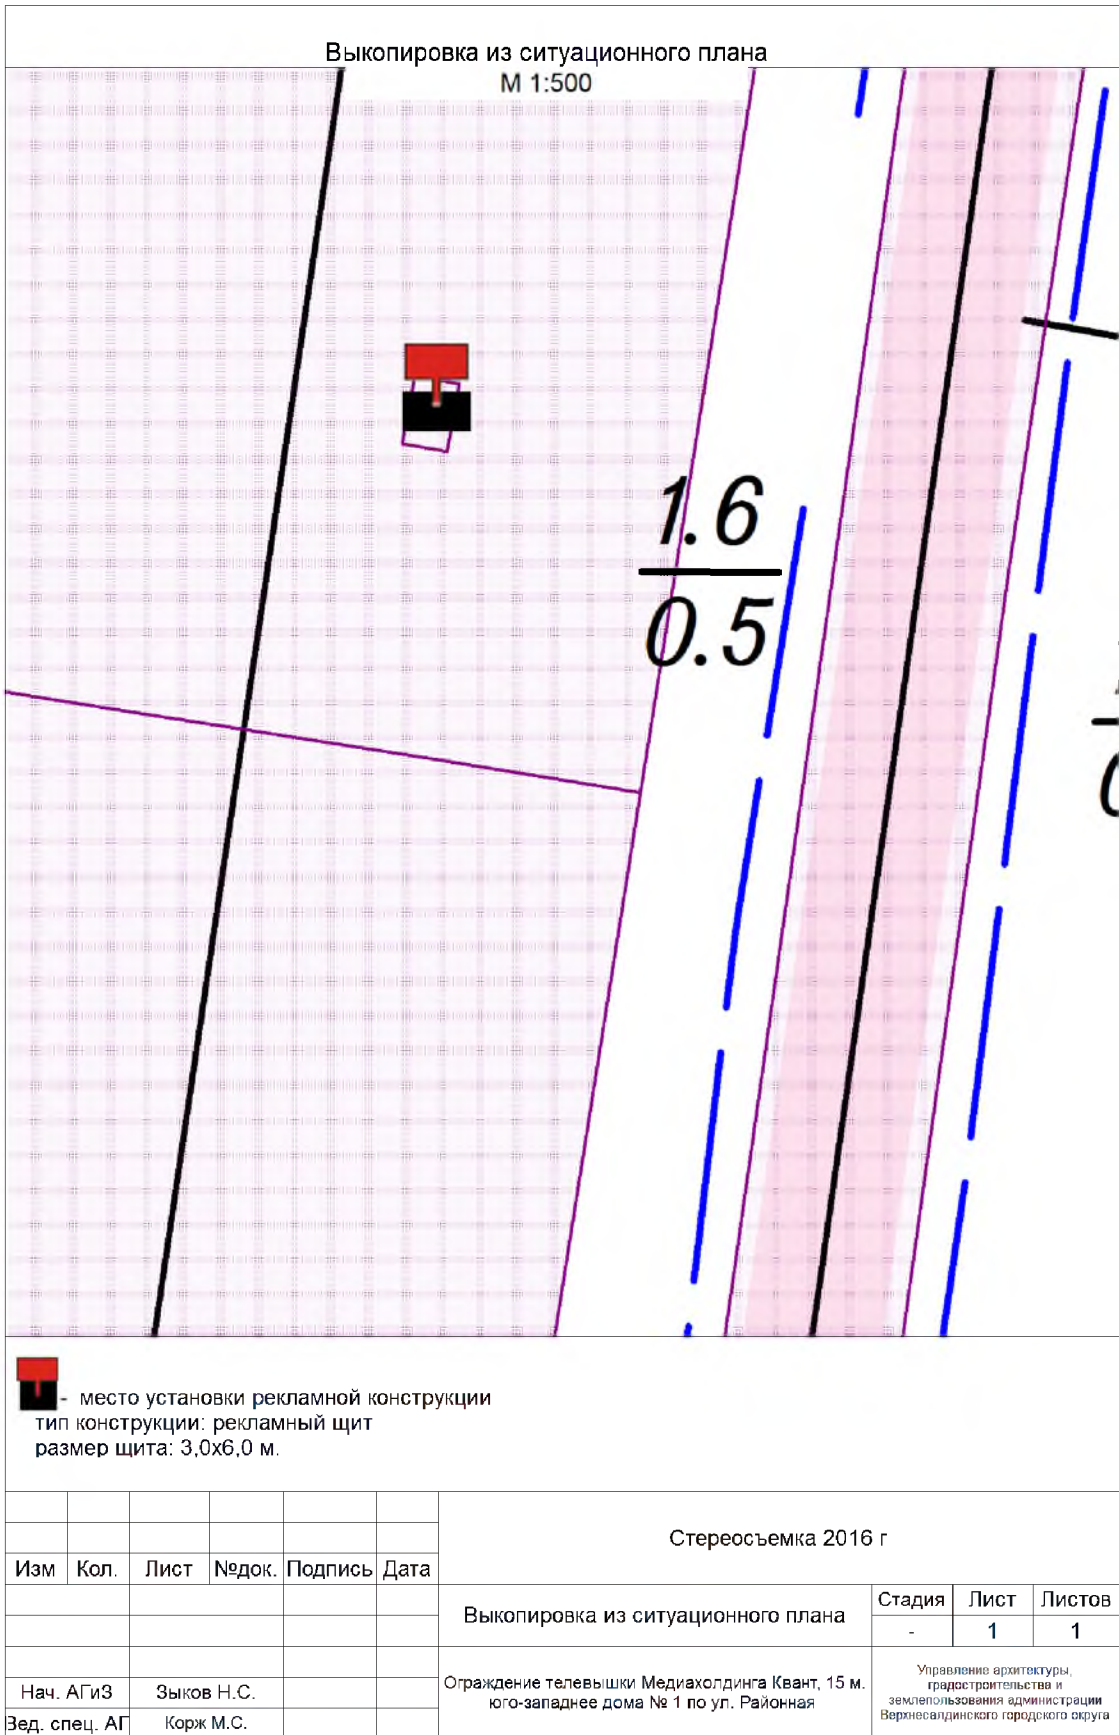 Выкопировка из ситуационного плана
М 1:500
1.6
0.5
- место установки рекламной конструкции
тип конструкции: рекламный щит
размер щита: 3,0х6,0 м.
Стереосъемка 2016 г
Изм Кол. Лист №док. Подпись Дата
Выкопировка из ситуационного плана
Стадия Лист Листов
- 1 1
Ограждение телевышки Медиахолдинга Квант, 15 м.
юго-западнее дома № 1 по ул. Районная
Управление архитектуры,
градостроительства и
землепользования администрации
Верхнесалдинского городского округа
Нач. АГиЗ Зыков Н.С.
Вед. спец. АГ Корж М.С.